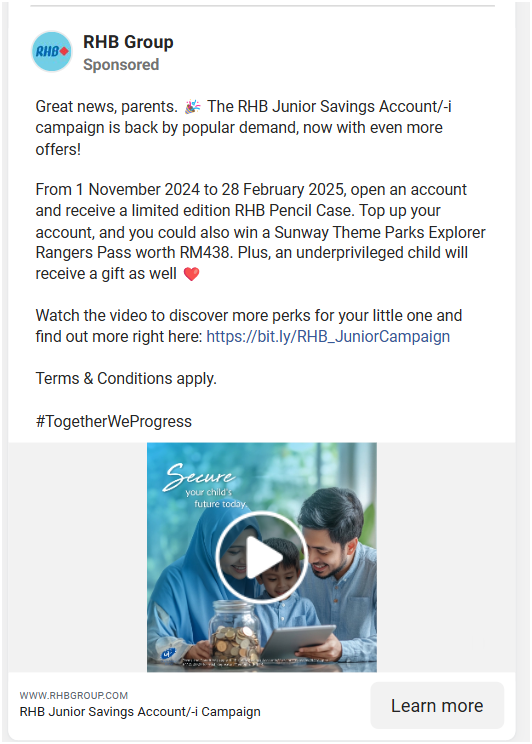 RHB
RHB Group
Sponsored
Great news, parents. 🎉 The RHB Junior Savings Account/-i
campaign is back by popular demand, now with even more
offers!
From 1 November 2024 to 28 February 2025, open an account
and receive a limited edition RHB Pencil Case. Top up your
account, and you could also win a Sunway Theme Parks Explorer
Rangers Pass worth RM438. Plus, an underprivileged child will
receive a gift as well ❤️
Watch the video to discover more perks for your little one and
find out more right here: https://bit.ly/RHB_JuniorCampaign
Terms & Conditions apply.
#TogetherWeProgress
Secure
your child's
future today.
WWW.RHBGROUP.COM
RHB Junior Savings Account/-i Campaign
Learn more